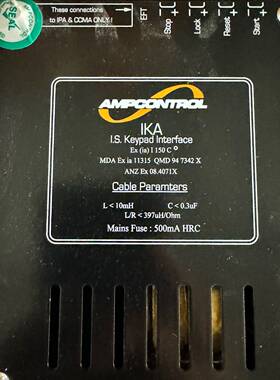 These connections
to IPA & CCMA ONLY !
SEAL
EFT
Stop
Lock
Reset
Start
AMPCONTROL
IKA
I.S. Keypad Interface
Ex (ia) I 150 C °
MDA Ex ia 11315 QMD 94 7342 X
ANZ Ex 08.4071X
Cable Paramters
L < 10mH C < 0.3uF
L/R < 397uH/Ohm
Mains Fuse : 500mA HRC